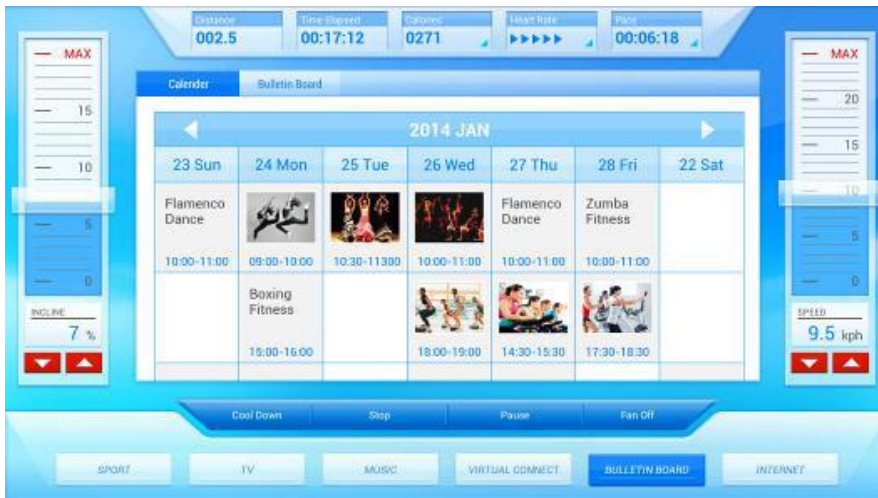 Distance
Time Elapsed
Calories
Heart Rate
Pace
002.5
00:17:12
0271
00:06:18
MAX
15
10
5
0
INCLINE
7 %
Calender
Bulletin Board
2014 JAN
23 Sun
24 Mon
25 Tue
26 Wed
27 Thu
28 Fri
22 Sat
Flamenco
Dance
Flamenco
Dance
Zumba
Fitness
10:00-11:00
09:00-10:00
10:30-11300
10:00-11:00
10:00-11:00
10:00-11:00
Boxing
Fitness
15:00-16:00
18:00-19:00
14:30-15:30
17:30-18:30
MAX
20
15
10
5
0
SPEED
9.5 kph
Cool Down
Stop
Pause
Fan Off
SPORT
TV
MUSIC
VIRTUAL CONNECT
BULLETIN BOARD
INTERNET